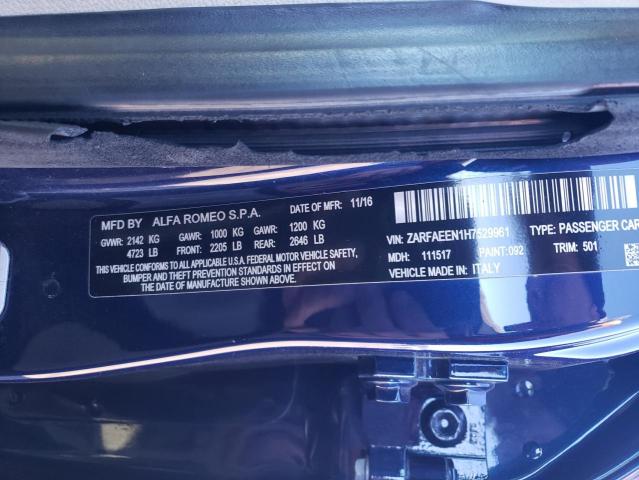 MFD BY ALFA ROMEO S.P.A. DATE OF MFR: 11/16
GVWR: 2142 KG GAWR: 1000 KG GAWR: 1200 KG
4723 LB FRONT: 2205 LB REAR: 2646 LB
THIS VEHICLE CONFORMS TO ALL APPLICABLE U.S.A. FEDERAL MOTOR VEHICLE SAFETY,
BUMPER AND THEFT PREVENTION STANDARDS IN EFFECT ON
THE DATE OF MANUFACTURE SHOWN ABOVE.
VIN: ZARFAEEN1H7529961 TYPE: PASSENGER CAR
MDH: 111517 PAINT: 092 TRIM: 501
VEHICLE MADE IN: ITALY